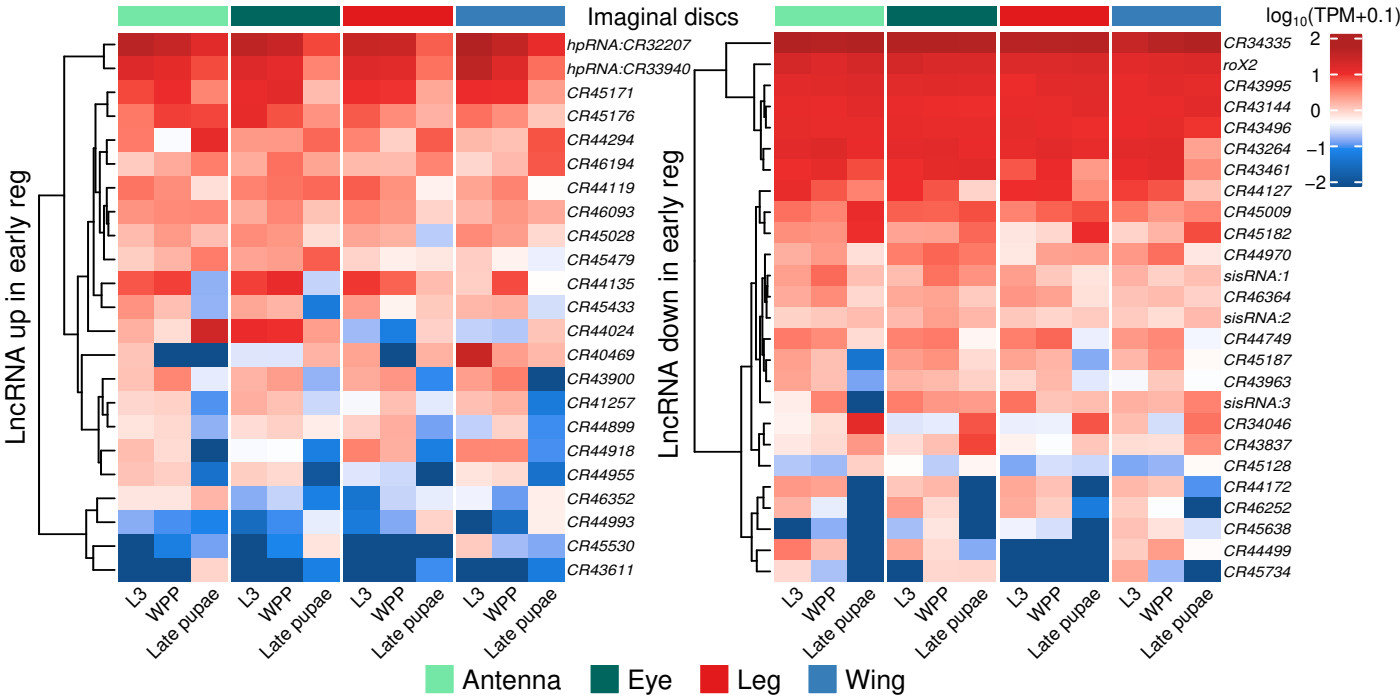 Imaginal discs
log10(TPM+0.1)
LncRNA up in early reg
hpRNA:CR32207
hpRNA:CR33940
CR45171
CR45176
CR44294
CR46194
CR44119
CR46093
CR45028
CR45479
CR44135
CR45433
CR44024
CR40469
CR43900
CR41257
CR44899
CR44918
CR44955
CR46352
CR44993
CR45530
CR43611
L3 WPP Late pupae L3 WPP Late pupae L3 WPP Late pupae L3 WPP Late pupae
LncRNA down in early reg
CR34335
roX2
CR43995
CR43144
CR43496
CR43264
CR43461
CR44127
CR45009
CR45182
CR44970
sisRNA:1
CR46364
sisRNA:2
CR44749
CR45187
CR43963
sisRNA:3
CR34046
CR43837
CR45128
CR44172
CR46252
CR45638
CR44499
CR45734
L3 WPP Late pupae L3 WPP Late pupae L3 WPP Late pupae L3 WPP Late pupae
2
1
0
−1
−2
Antenna Eye Leg Wing